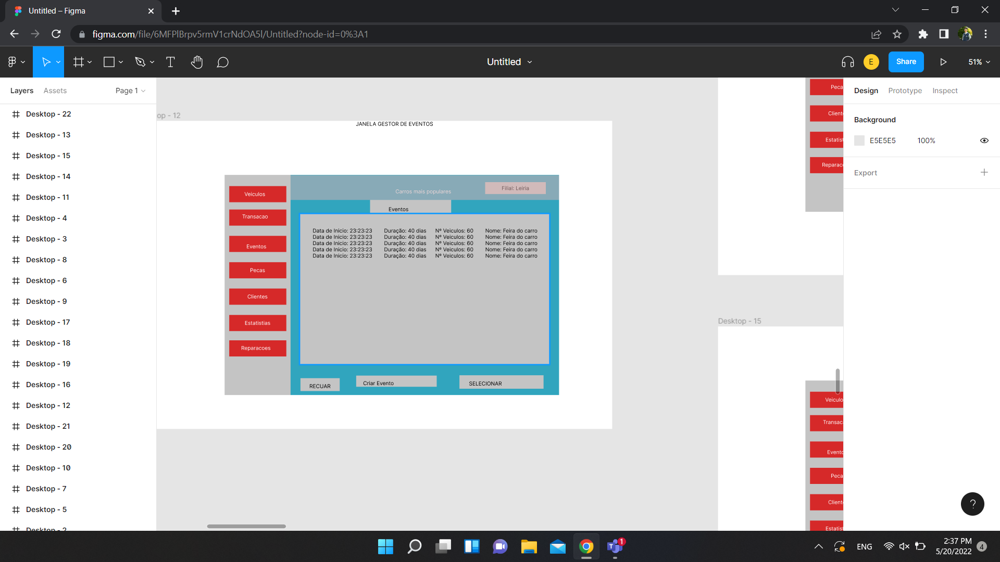 Untitled – Figma
figma.com/file/6MFPlBrpv5rmV1crNdOA5l/Untitled?node-id=0%3A1
Untitled
E
Share
51%
Layers
Assets
Page 1
Desktop - 22
Desktop - 13
Desktop - 15
Desktop - 14
Desktop - 11
Desktop - 4
Desktop - 3
Desktop - 8
Desktop - 6
Desktop - 9
Desktop - 17
Desktop - 18
Desktop - 19
Desktop - 16
Desktop - 12
Desktop - 21
Desktop - 20
Desktop - 10
Desktop - 7
Desktop - 5
Desktop - 2
op - 12
JANELA GESTOR DE EVENTOS
Veiculos
Transacao
Eventos
Pecas
Clientes
Estatistias
Reparacoes
Carros mais populares
Filial: Leiria
Eventos
Data de Inicio: 23:23:23 Duração: 40 dias Nº Veiculos: 60 Nome: Feira do carro
Data de Inicio: 23:23:23 Duração: 40 dias Nº Veiculos: 60 Nome: Feira do carro
Data de Inicio: 23:23:23 Duração: 40 dias Nº Veiculos: 60 Nome: Feira do carro
Data de Inicio: 23:23:23 Duração: 40 dias Nº Veiculos: 60 Nome: Feira do carro
Data de Inicio: 23:23:23 Duração: 40 dias Nº Veiculos: 60 Nome: Feira do carro
RECUAR
Criar Evento
SELECIONAR
Peca
Client
Estatist
Reparaco
Desktop - 15
Veiculo
Transac
Evento
Peca
Client
Estatist
Design
Prototype
Inspect
Background
E5E5E5
100%
Export
?
1
ENG
2:37 PM
5/20/2022
4